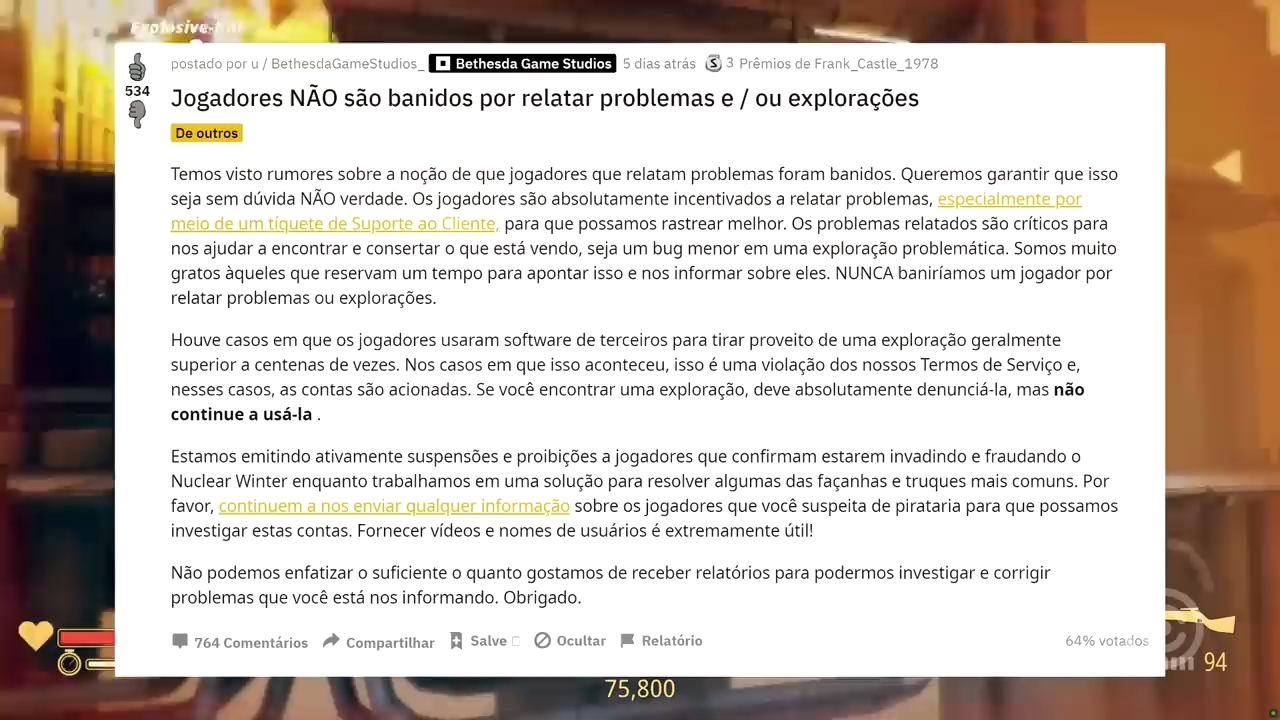 Explosive-
postado por u / BethesdaGameStudios_ Bethesda Game Studios 5 dias atrás S 3 Prêmios de Frank_Castle_1978
534
Jogadores NÃO são banidos por relatar problemas e / ou explorações
De outros
Temos visto rumores sobre a noção de que jogadores que relatam problemas foram banidos. Queremos garantir que isso
seja sem dúvida NÃO verdade. Os jogadores são absolutamente incentivados a relatar problemas, especialmente por
meio de um tíquete de Suporte ao Cliente, para que possamos rastrear melhor. Os problemas relatados são críticos para
nos ajudar a encontrar e consertar o que está vendo, seja um bug menor em uma exploração problemática. Somos muito
gratos àqueles que reservam um tempo para apontar isso e nos informar sobre eles. NUNCA baniríamos um jogador por
relatar problemas ou explorações.
Houve casos em que os jogadores usaram software de terceiros para tirar proveito de uma exploração geralmente
superior a centenas de vezes. Nos casos em que isso aconteceu, isso é uma violação dos nossos Termos de Serviço e,
nesses casos, as contas são acionadas. Se você encontrar uma exploração, deve absolutamente denunciá-la, mas não
continue a usá-la .
Estamos emitindo ativamente suspensões e proibições a jogadores que confirmam estarem invadindo e fraudando o
Nuclear Winter enquanto trabalhamos em uma solução para resolver algumas das façanhas e truques mais comuns. Por
favor, continuem a nos enviar qualquer informação sobre os jogadores que você suspeita de pirataria para que possamos
investigar estas contas. Fornecer vídeos e nomes de usuários é extremamente útil!
Não podemos enfatizar o suficiente o quanto gostamos de receber relatórios para podermos investigar e corrigir
problemas que você está nos informando. Obrigado.
764 Comentários Compartilhar Salve Ocultar Relatório 64% votados
94
75,800